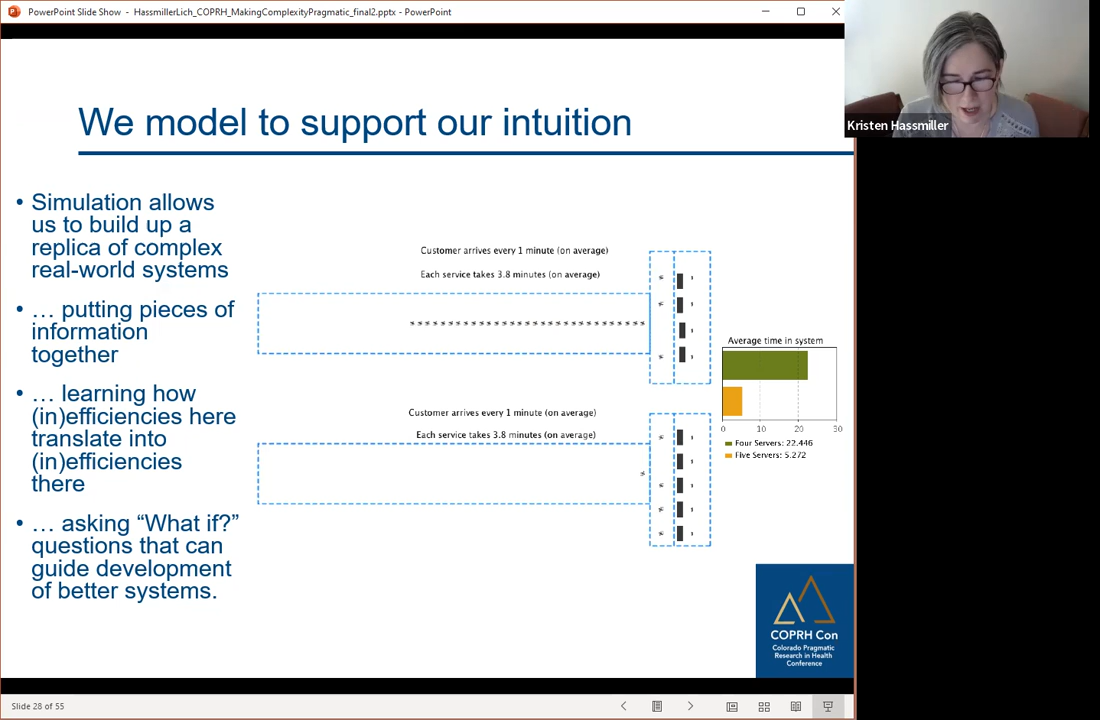 PowerPoint Slide Show - HassmillerLich_COPRH_MakingComplexityPragmatic_final2.pptx - PowerPoint
Kristen Hassmiller
We model to support our intuition
• Simulation allows
us to build up a
replica of complex
real-world systems
• … putting pieces of
information
together
• … learning how
(in)efficiencies here
translate into
(in)efficiencies
there
• … asking “What if?”
questions that can
guide development
of better systems.
Customer arrives every 1 minute (on average)
Each service takes 3.8 minutes (on average)
Customer arrives every 1 minute (on average)
Each service takes 3.8 minutes (on average)
Average time in system
0 10 20 30
Four Servers: 22.446
Five Servers: 5.272
COPRH Con
Colorado Pragmatic
Research in Health
Conference
Slide 28 of 55